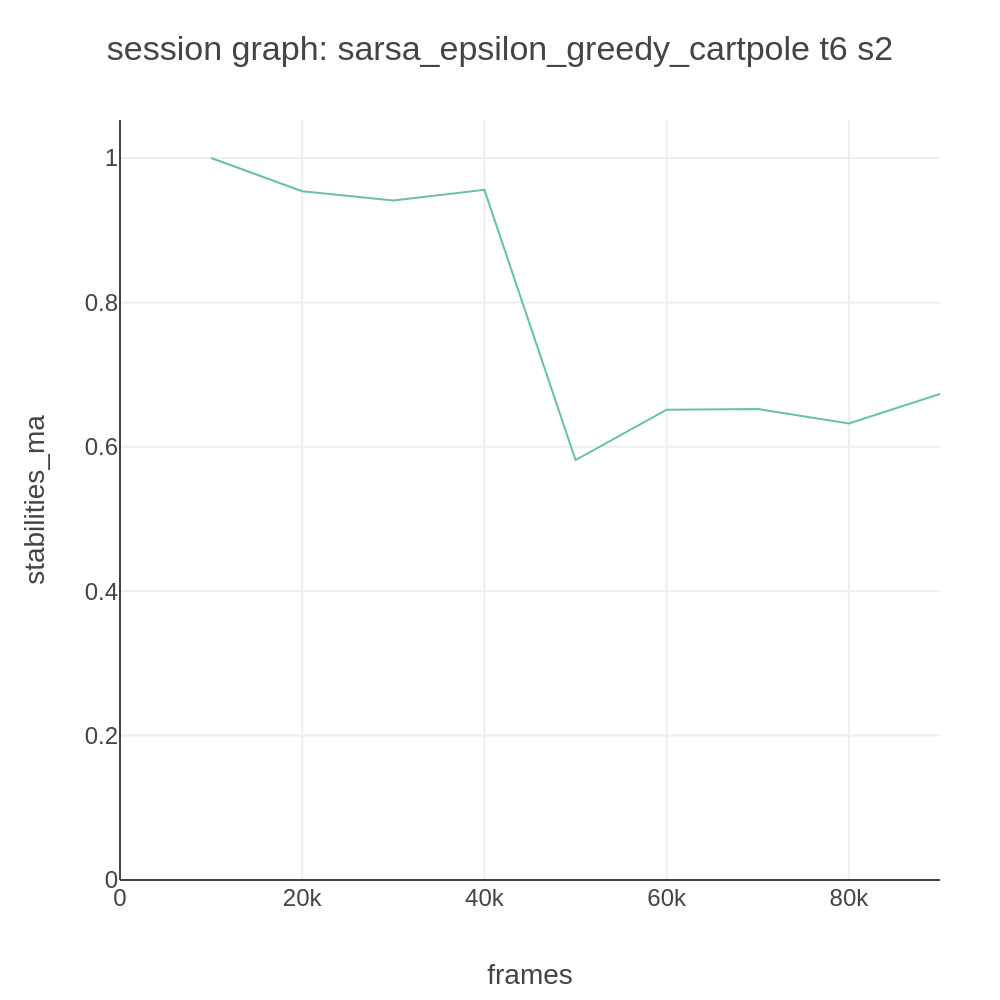 session graph: sarsa_epsilon_greedy_cartpole t6 s2
1
0.8
0.6
0.4
0.2
0
stabilities_ma
0
20k
40k
60k
80k
frames